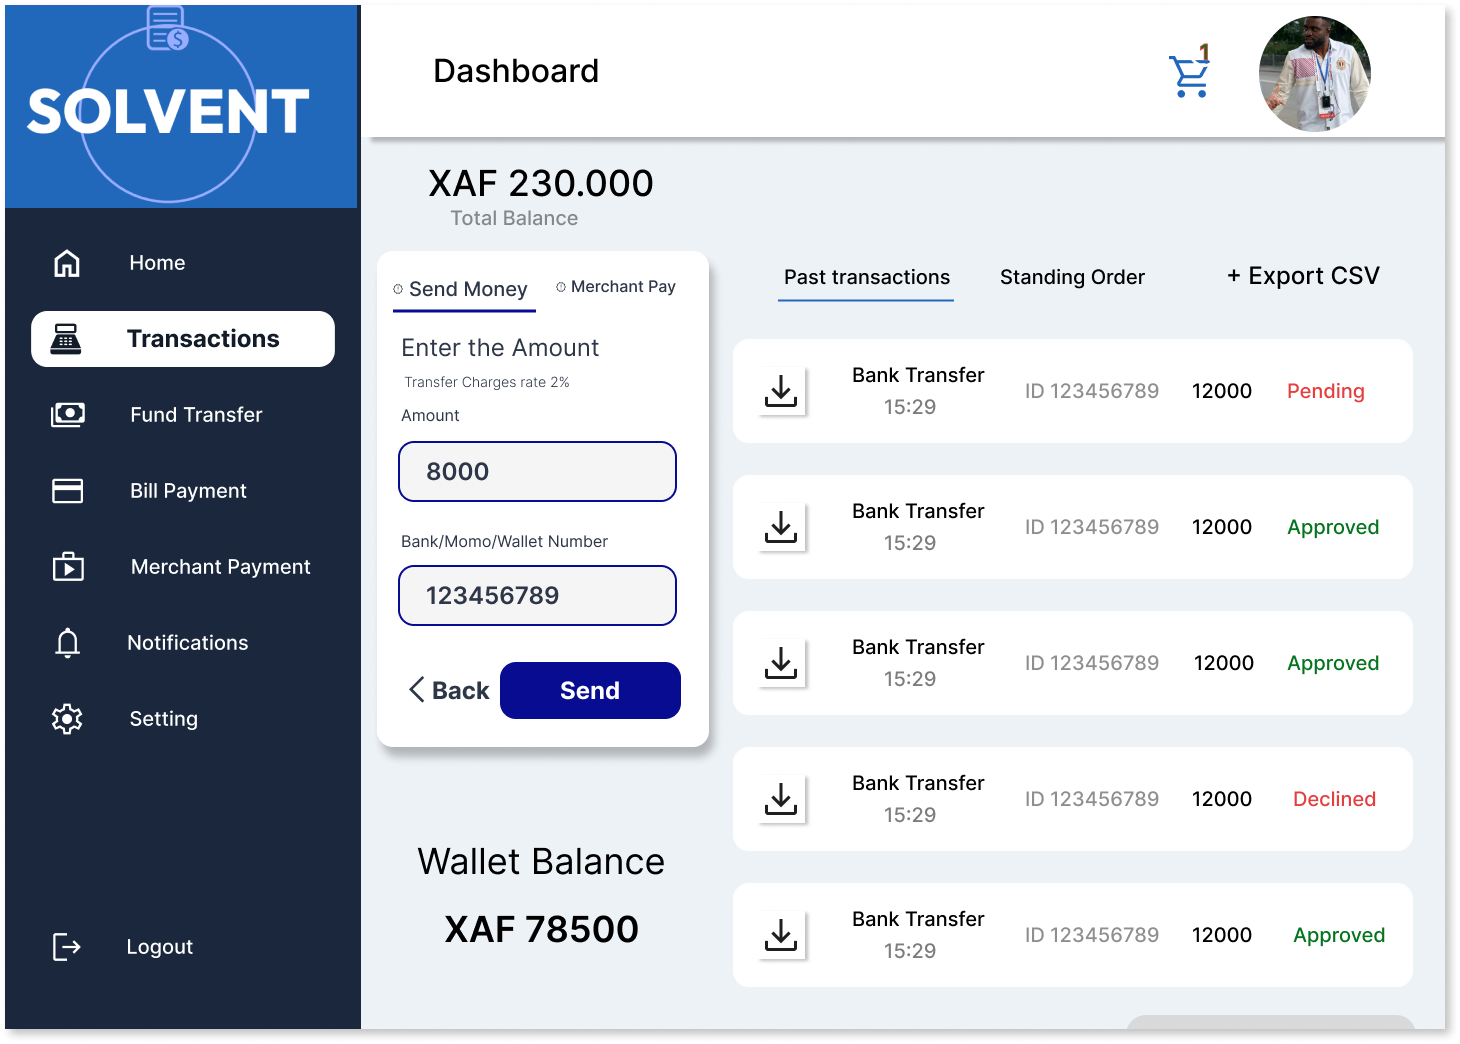 SOLVENT
Dashboard
1
XAF 230.000
Total Balance
Home
Transactions
Fund Transfer
Bill Payment
Merchant Payment
Notifications
Setting
Logout
Send Money
Merchant Pay
Enter the Amount
Transfer Charges rate 2%
Amount
8000
Bank/Momo/Wallet Number
123456789
Back
Send
Wallet Balance
XAF 78500
Past transactions
Standing Order
+ Export CSV
Bank Transfer
15:29
ID 123456789
12000
Pending
Bank Transfer
15:29
ID 123456789
12000
Approved
Bank Transfer
15:29
ID 123456789
12000
Approved
Bank Transfer
15:29
ID 123456789
12000
Declined
Bank Transfer
15:29
ID 123456789
12000
Approved